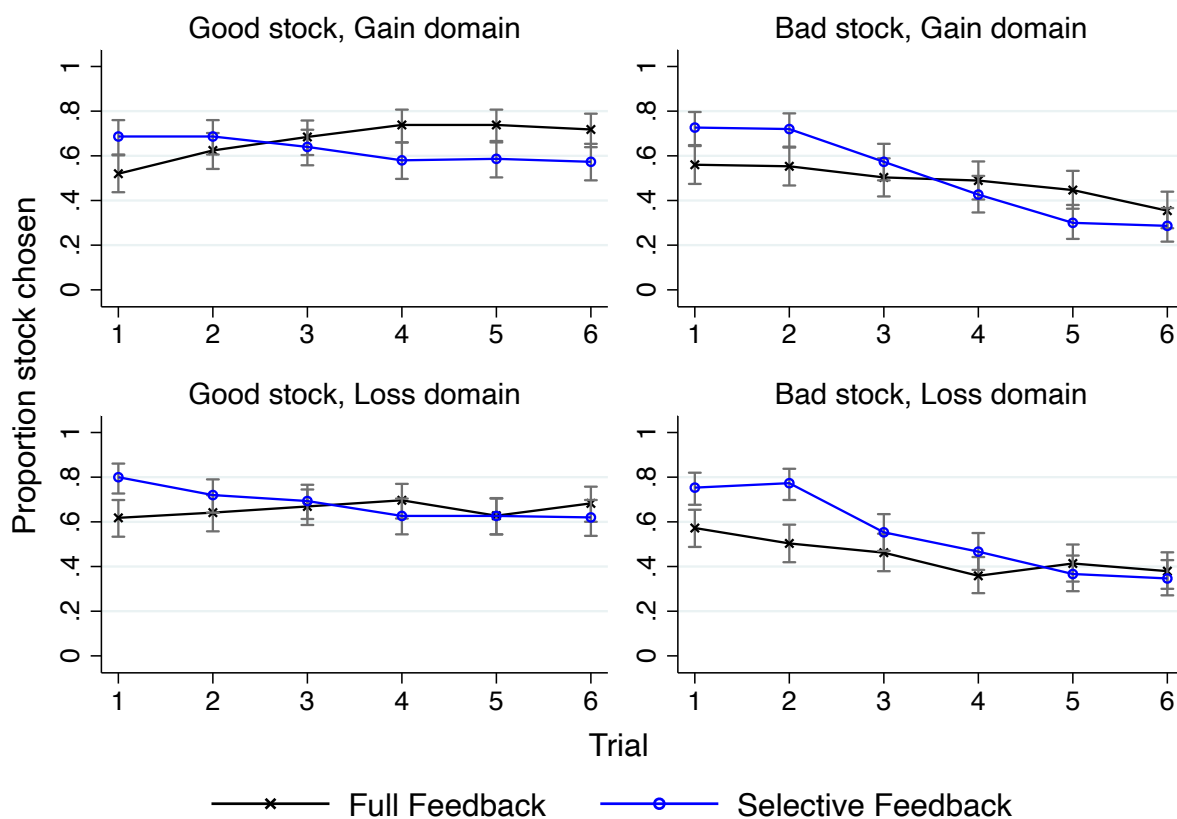 Good stock, Gain domain
Bad stock, Gain domain
Proportion stock chosen
1
.8
.6
.4
.2
0
1 2 3 4 5 6
1
.8
.6
.4
.2
0
1 2 3 4 5 6
Good stock, Loss domain
Bad stock, Loss domain
1
.8
.6
.4
.2
0
1 2 3 4 5 6
1
.8
.6
.4
.2
0
1 2 3 4 5 6
Trial
Full Feedback
Selective Feedback